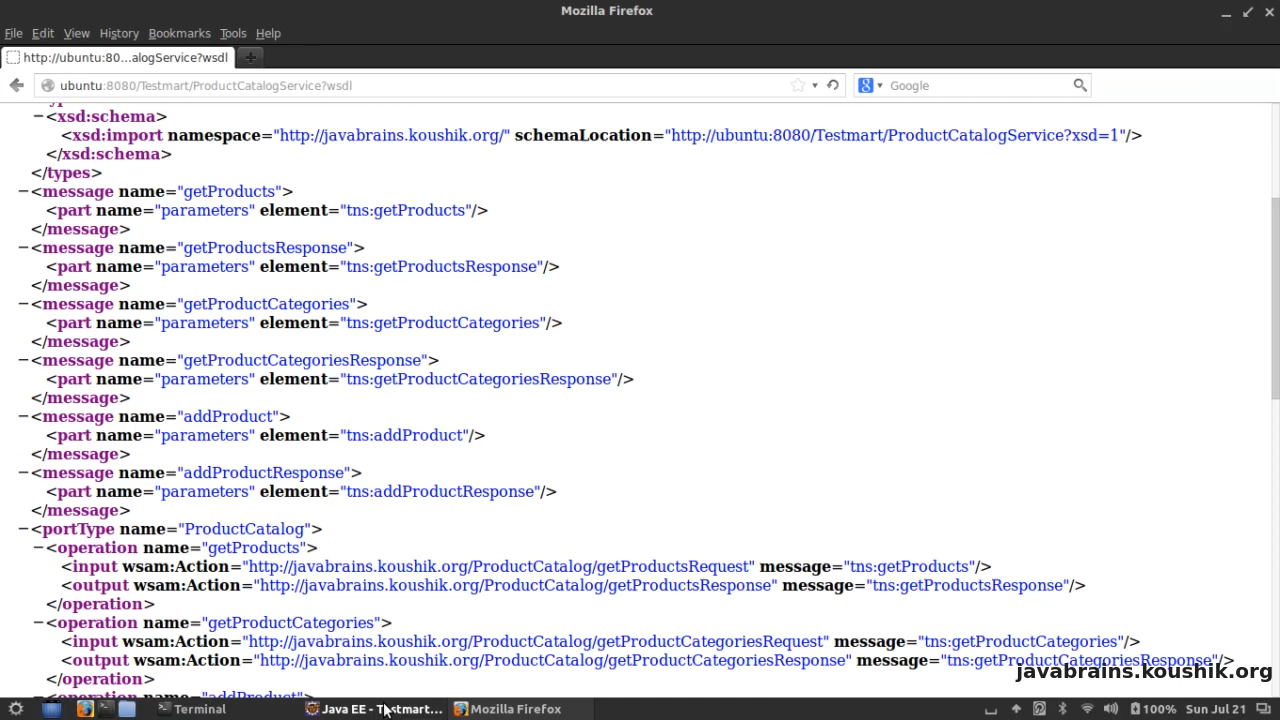 Mozilla Firefox
File Edit View History Bookmarks Tools Help
http://ubuntu:80...alogService?wsdl
ubuntu:8080/Testmart/ProductCatalogService?wsdl
Google
−<xsd:schema>
<xsd:import namespace="http://javabrains.koushik.org/" schemaLocation="http://ubuntu:8080/Testmart/ProductCatalogService?xsd=1"/>
</xsd:schema>
</types>
−<message name="getProducts">
<part name="parameters" element="tns:getProducts"/>
</message>
−<message name="getProductsResponse">
<part name="parameters" element="tns:getProductsResponse"/>
</message>
−<message name="getProductCategories">
<part name="parameters" element="tns:getProductCategories"/>
</message>
−<message name="getProductCategoriesResponse">
<part name="parameters" element="tns:getProductCategoriesResponse"/>
</message>
−<message name="addProduct">
<part name="parameters" element="tns:addProduct"/>
</message>
−<message name="addProductResponse">
<part name="parameters" element="tns:addProductResponse"/>
</message>
−<portType name="ProductCatalog">
−<operation name="getProducts">
<input wsam:Action="http://javabrains.koushik.org/ProductCatalog/getProductsRequest" message="tns:getProducts"/>
<output wsam:Action="http://javabrains.koushik.org/ProductCatalog/getProductsResponse" message="tns:getProductsResponse"/>
</operation>
−<operation name="getProductCategories">
<input wsam:Action="http://javabrains.koushik.org/ProductCatalog/getProductCategoriesRequest" message="tns:getProductCategories"/>
<output wsam:Action="http://javabrains.koushik.org/ProductCatalog/getProductCategoriesResponse" message="tns:getProductCategoriesResponse"/>
</operation>
−<operation name="addProduct">
javabrains.koushik.org
Terminal Java EE - Testmart... Mozilla Firefox 100% Sun Jul 21